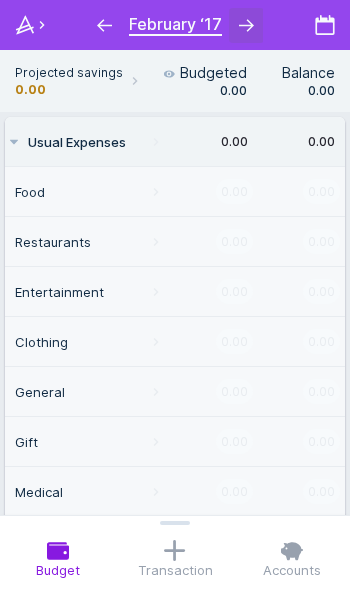 February ‘17
Projected savings Budgeted Balance
0.00 0.00 0.00
Usual Expenses 0.00 0.00
Food 0.00 0.00
Restaurants 0.00 0.00
Entertainment 0.00 0.00
Clothing 0.00 0.00
General 0.00 0.00
Gift 0.00 0.00
Medical 0.00 0.00
Budget Transaction Accounts